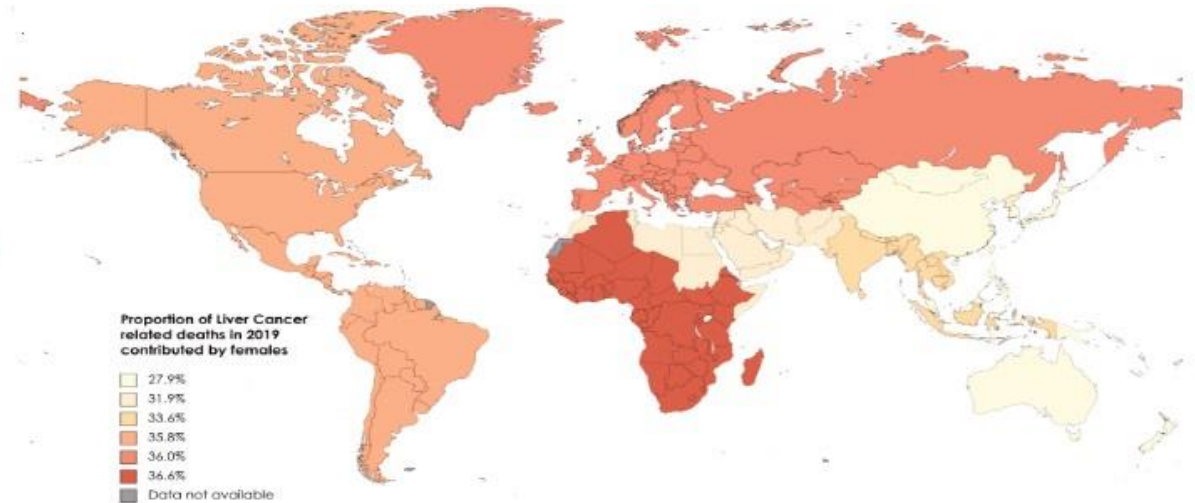 Proportion of Liver Cancer
related deaths in 2019
contributed by females
27.9%
31.9%
33.6%
35.8%
36.0%
36.6%
Data not available